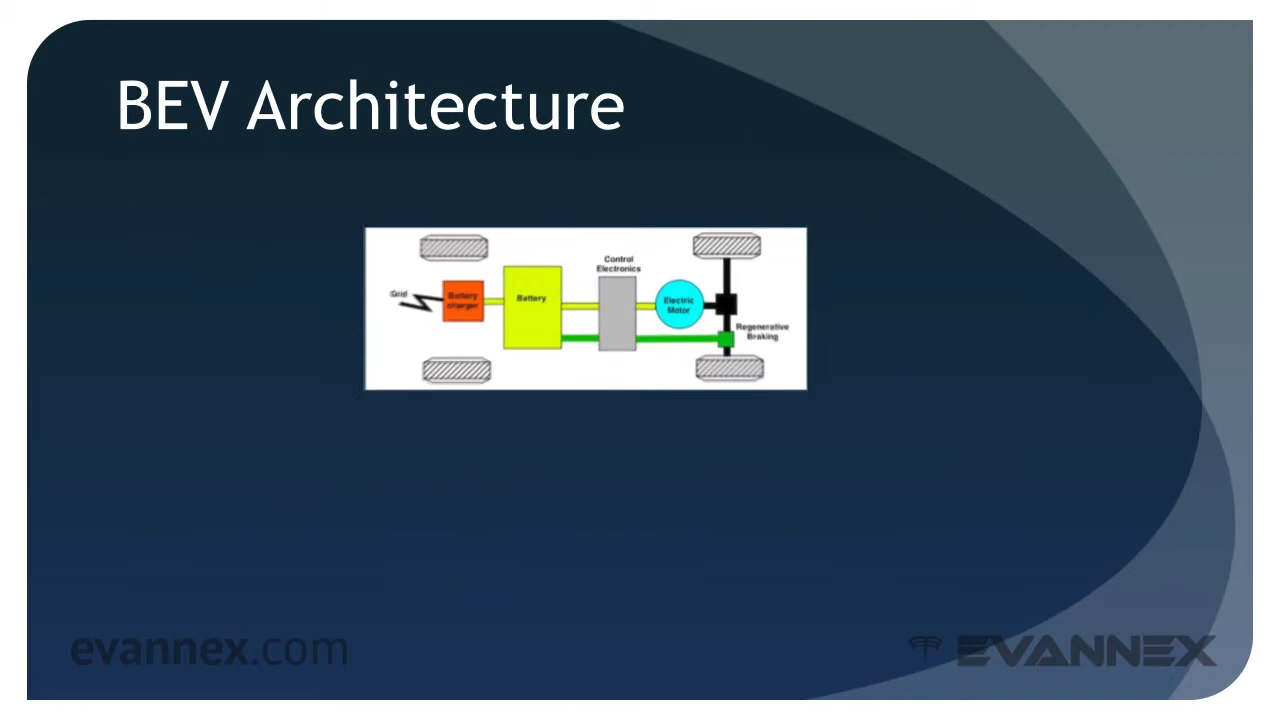 BEV Architecture
Control
Electronics
Grid
Battery
charger
Battery
Electric
Motor
Regenerative
Braking
evannex.com
EVANNEX